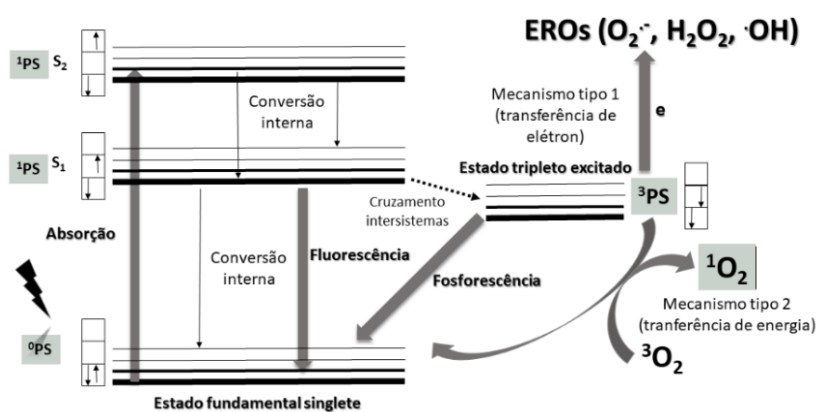 EROs (O₂·⁻, H₂O₂, ·OH)
¹PS S₂
Conversão
interna
Mecanismo tipo 1
(transferência de
elétron)
e
¹PS S₁
Estado tripleto excitado
³PS
Cruzamento
intersistemas
Absorção
Conversão
interna
Fluorescência
Fosforescência
¹O₂
Mecanismo tipo 2
(tranferência de energia)
⁰PS
³O₂
Estado fundamental singlete